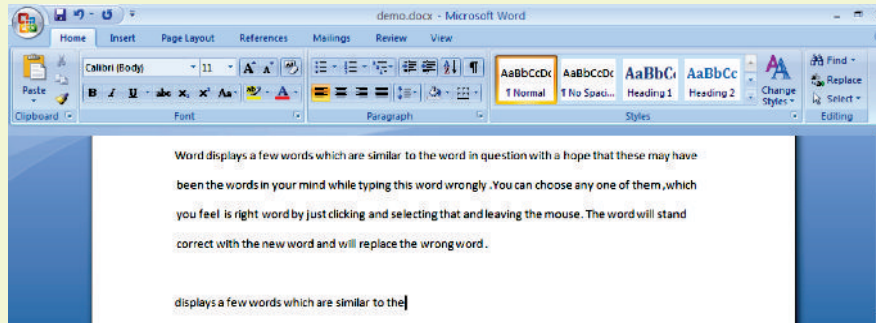 demo.docx - Microsoft Word
Home Insert Page Layout References Mailings Review View
Calibri (Body) 11 A A Find
Paste B I U abc x, x² Aa A AaBbCcDc AaBbCcDc AaBbC AaBbCc A Replace
¶ Normal ¶ No Spaci... Heading 1 Heading 2 Change Styles Select
Clipboard Font Paragraph Styles Editing
Word displays a few words which are similar to the word in question with a hope that these may have
been the words in your mind while typing this word wrongly .You can choose any one of them ,which
you feel is right word by just clicking and selecting that and leaving the mouse. The word will stand
correct with the new word and will replace the wrong word .
displays a few words which are similar to the